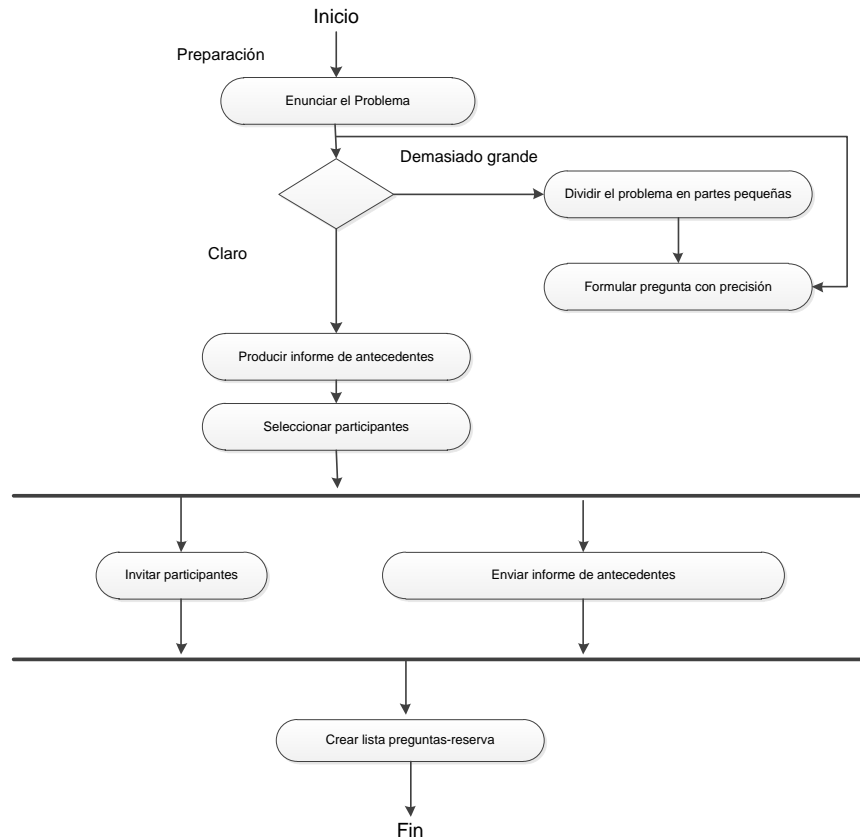 Inicio
Preparación
Enunciar el Problema
Demasiado grande
Dividir el problema en partes pequeñas
Claro
Formular pregunta con precisión
Producir informe de antecedentes
Seleccionar participantes
Invitar participantes
Enviar informe de antecedentes
Crear lista preguntas-reserva
Fin